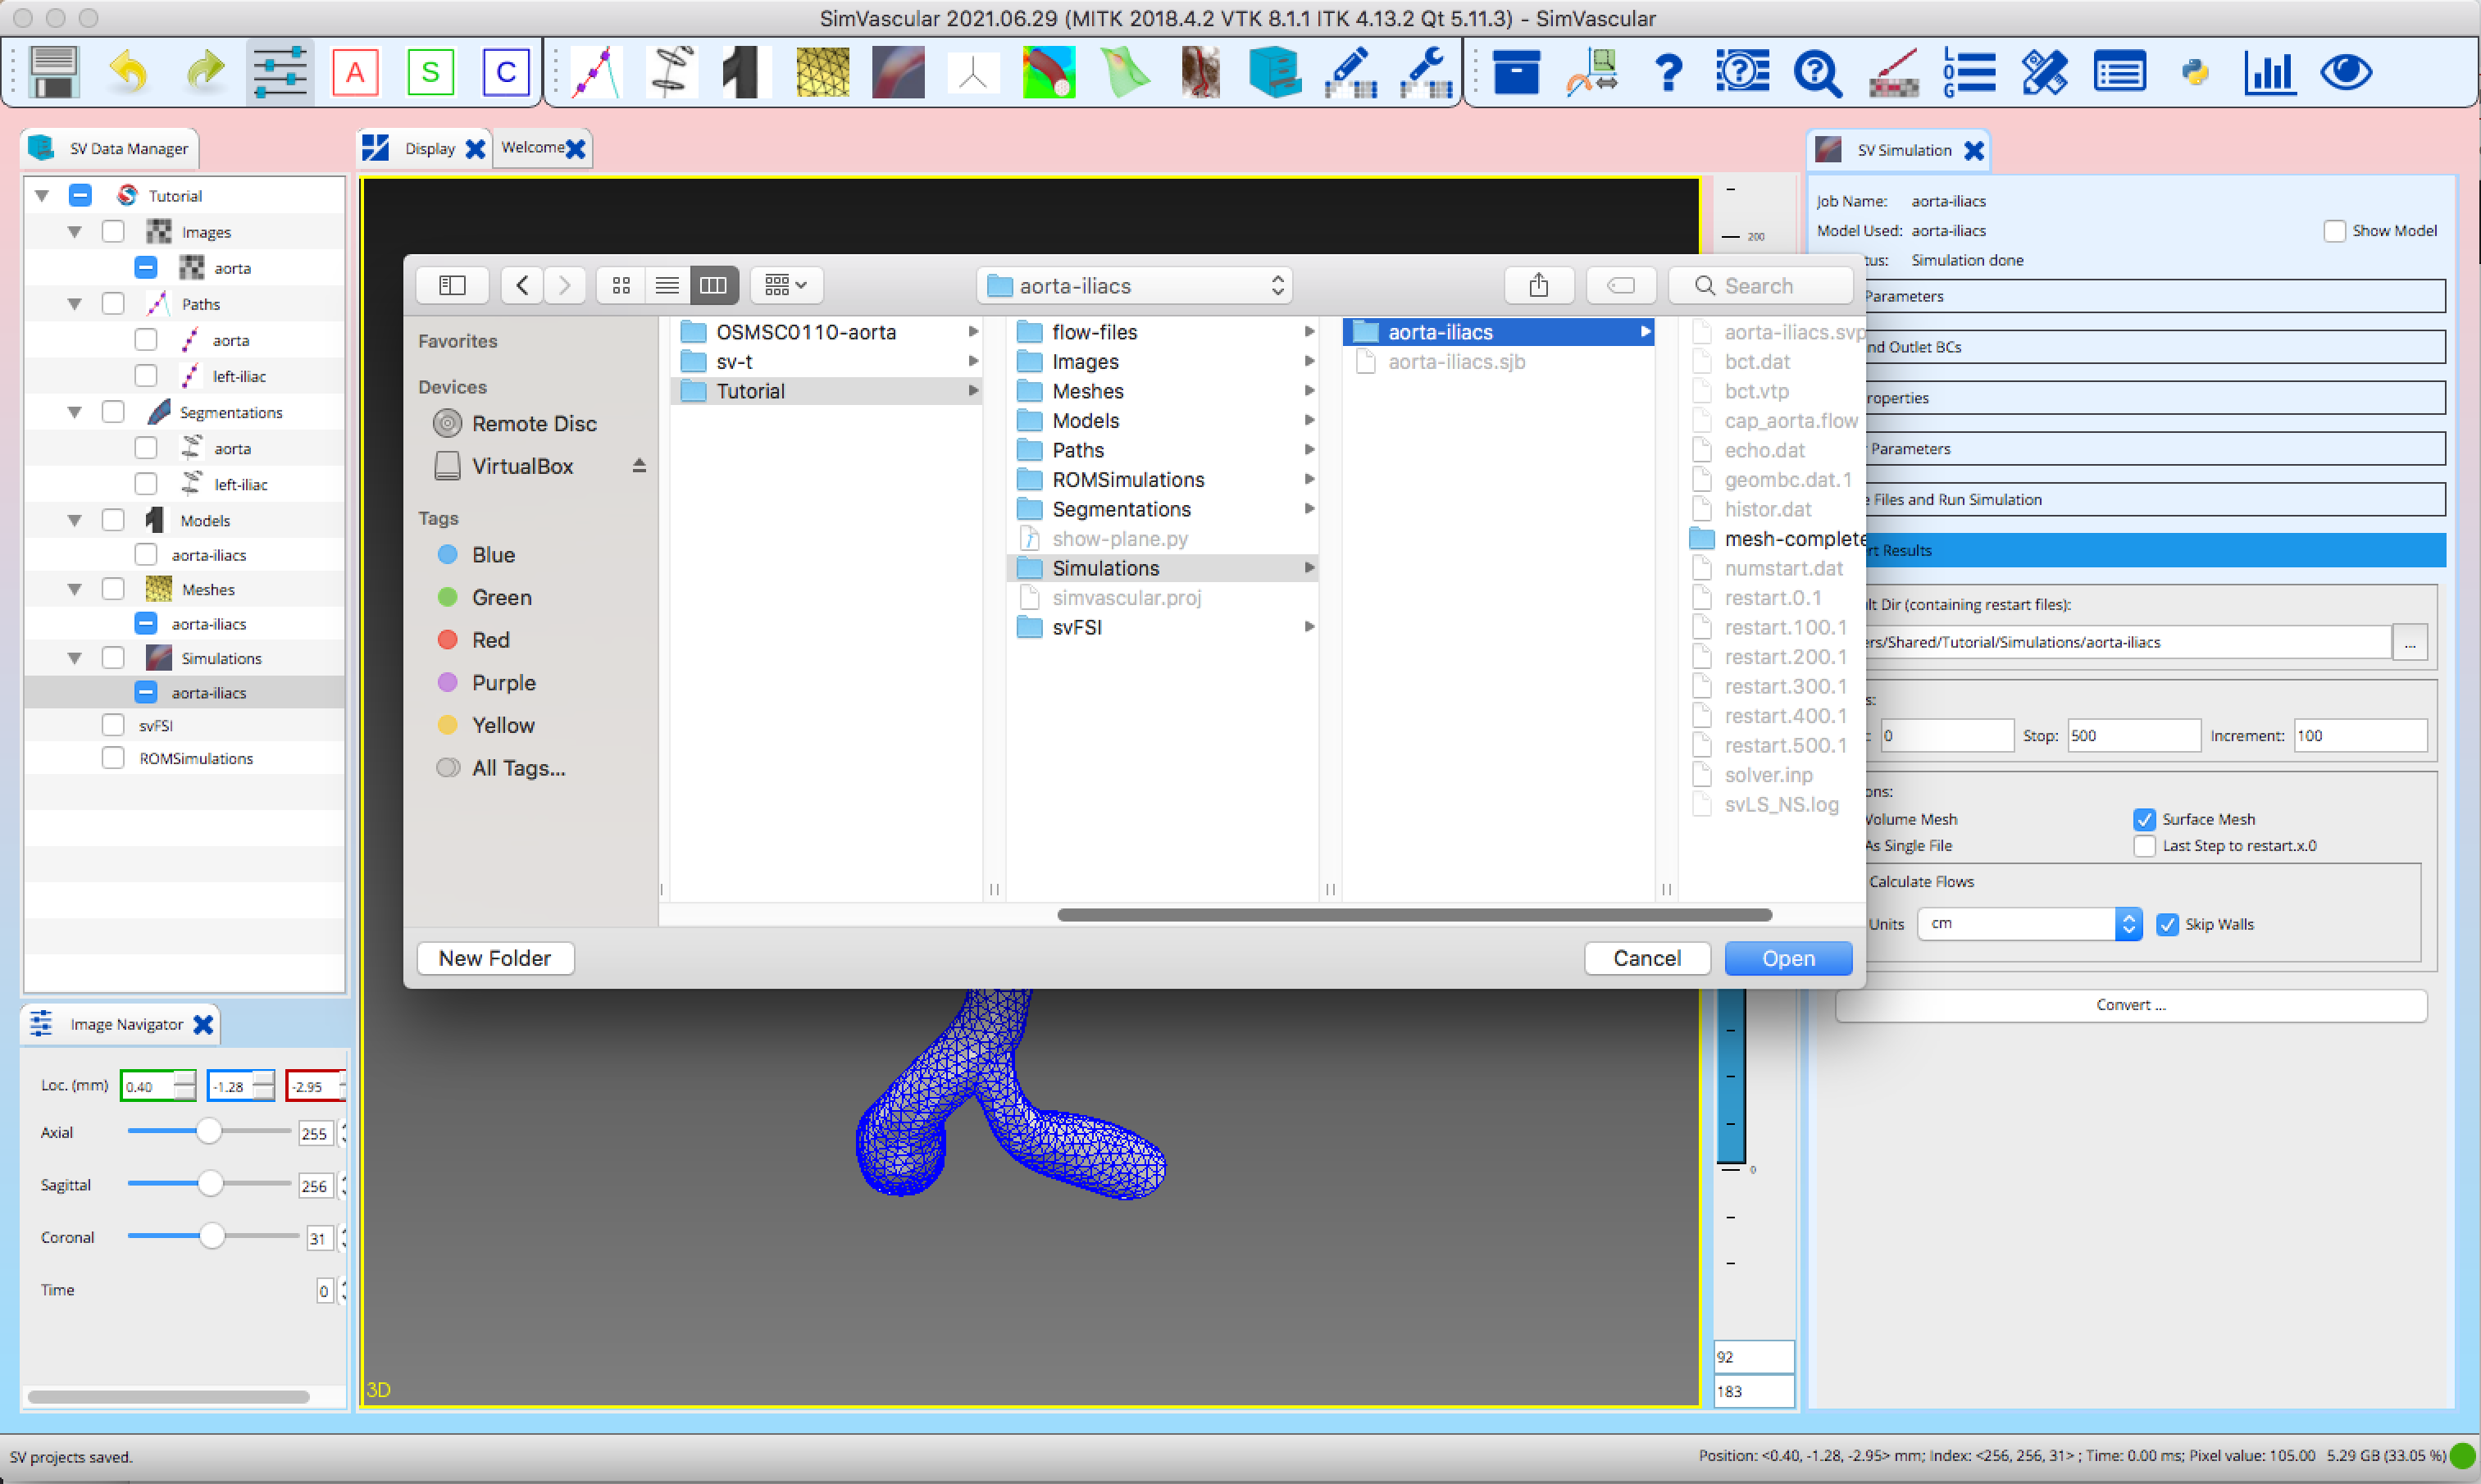 SimVascular 2021.06.29 (MITK 2018.4.2 VTK 8.1.1 ITK 4.13.2 Qt 5.11.3) - SimVascular
A S C
LOG
SV Data Manager
Tutorial
Images
aorta
Paths
aorta
left-iliac
Segmentations
aorta
left-iliac
Models
aorta-iliacs
Meshes
aorta-iliacs
Simulations
aorta-iliacs
svFSI
ROMSimulations
Image Navigator
Loc. (mm) 0.40 -1.28 -2.95
Axial 255
Sagittal 256
Coronal 31
Time 0
Display
Welcome
aorta-iliacs
Search
Favorites
Devices
Remote Disc
VirtualBox
Tags
Blue
Green
Red
Purple
Yellow
All Tags...
OSMSC0110-aorta
sv-t
Tutorial
flow-files
Images
Meshes
Models
Paths
ROMSimulations
Segmentations
show-plane.py
Simulations
simvascular.proj
svFSI
aorta-iliacs
aorta-iliacs.sjb
aorta-iliacs.svp
bct.dat
bct.vtp
cap_aorta.flow
echo.dat
geombc.dat.1
histor.dat
mesh-complete
numstart.dat
restart.0.1
restart.100.1
restart.200.1
restart.300.1
restart.400.1
restart.500.1
solver.inp
svLS_NS.log
New Folder
Cancel
Open
3D
200
0
92
183
SV Simulation
Job Name: aorta-iliacs
Model Used: aorta-iliacs
Show Model
tus: Simulation done
Parameters
nd Outlet BCs
roperties
Parameters
e Files and Run Simulation
rt Results
lt Dir (containing restart files):
ers/Shared/Tutorial/Simulations/aorta-iliacs
...
s:
: 0 Stop: 500 Increment: 100
ons:
Volume Mesh
Surface Mesh
As Single File
Last Step to restart.x.0
Calculate Flows
Units cm Skip Walls
Convert ...
SV projects saved.
Position: <0.40, -1.28, -2.95> mm; Index: <256, 256, 31> ; Time: 0.00 ms; Pixel value: 105.00 5.29 GB (33.05 %)